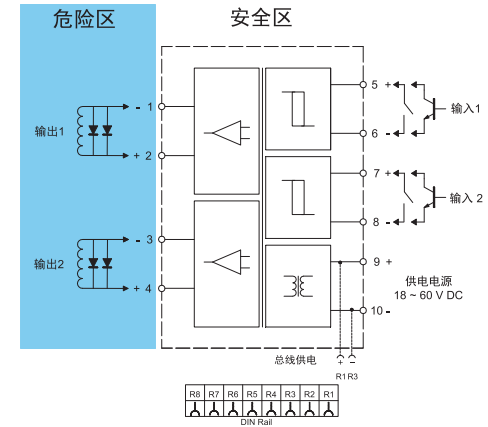 危险区 安全区
- 1
5 +
输入1
输出1
6 -
+ 2
7 +
输入 2
8 -
- 3
9 +
输出2
供电电源
+ 4
18 ~ 60 V DC
10 -
总线供电
+ -
R1 R3
R8 R7 R6 R5 R4 R3 R2 R1
DIN Rail